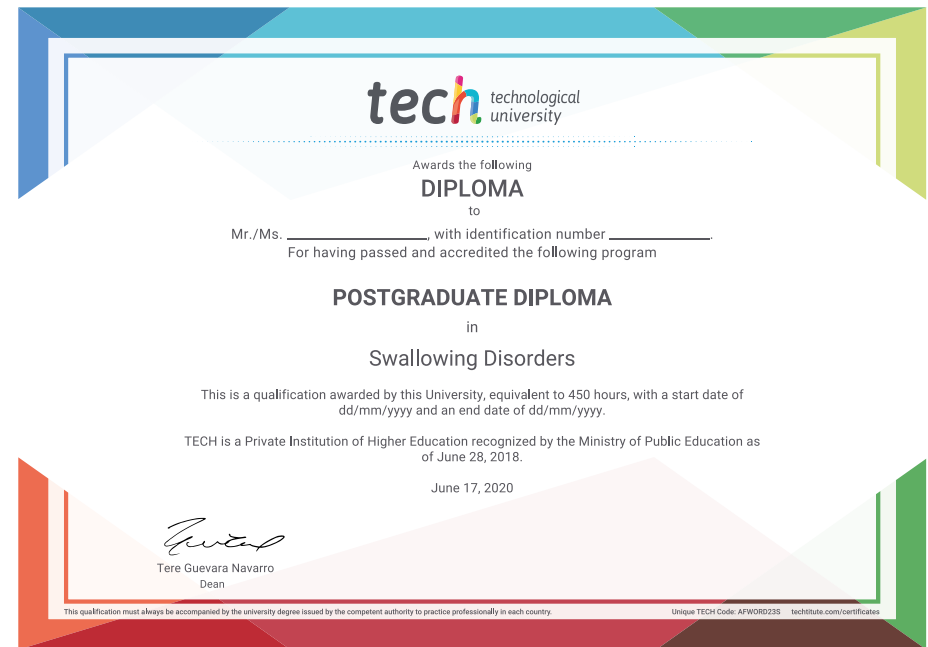 tech technological
university
Awards the following
DIPLOMA
to
Mr./Ms. ____________________, with identification number ______________.
For having passed and accredited the following program
POSTGRADUATE DIPLOMA
in
Swallowing Disorders
This is a qualification awarded by this University, equivalent to 450 hours, with a start date of
dd/mm/yyyy and an end date of dd/mm/yyyy.
TECH is a Private Institution of Higher Education recognized by the Ministry of Public Education as
of June 28, 2018.
June 17, 2020
Tere Guevara Navarro
Dean
This qualification must always be accompanied by the university degree issued by the competent authority to practice professionally in each country.
Unique TECH Code: AFWORD23S techtitute.com/certificates